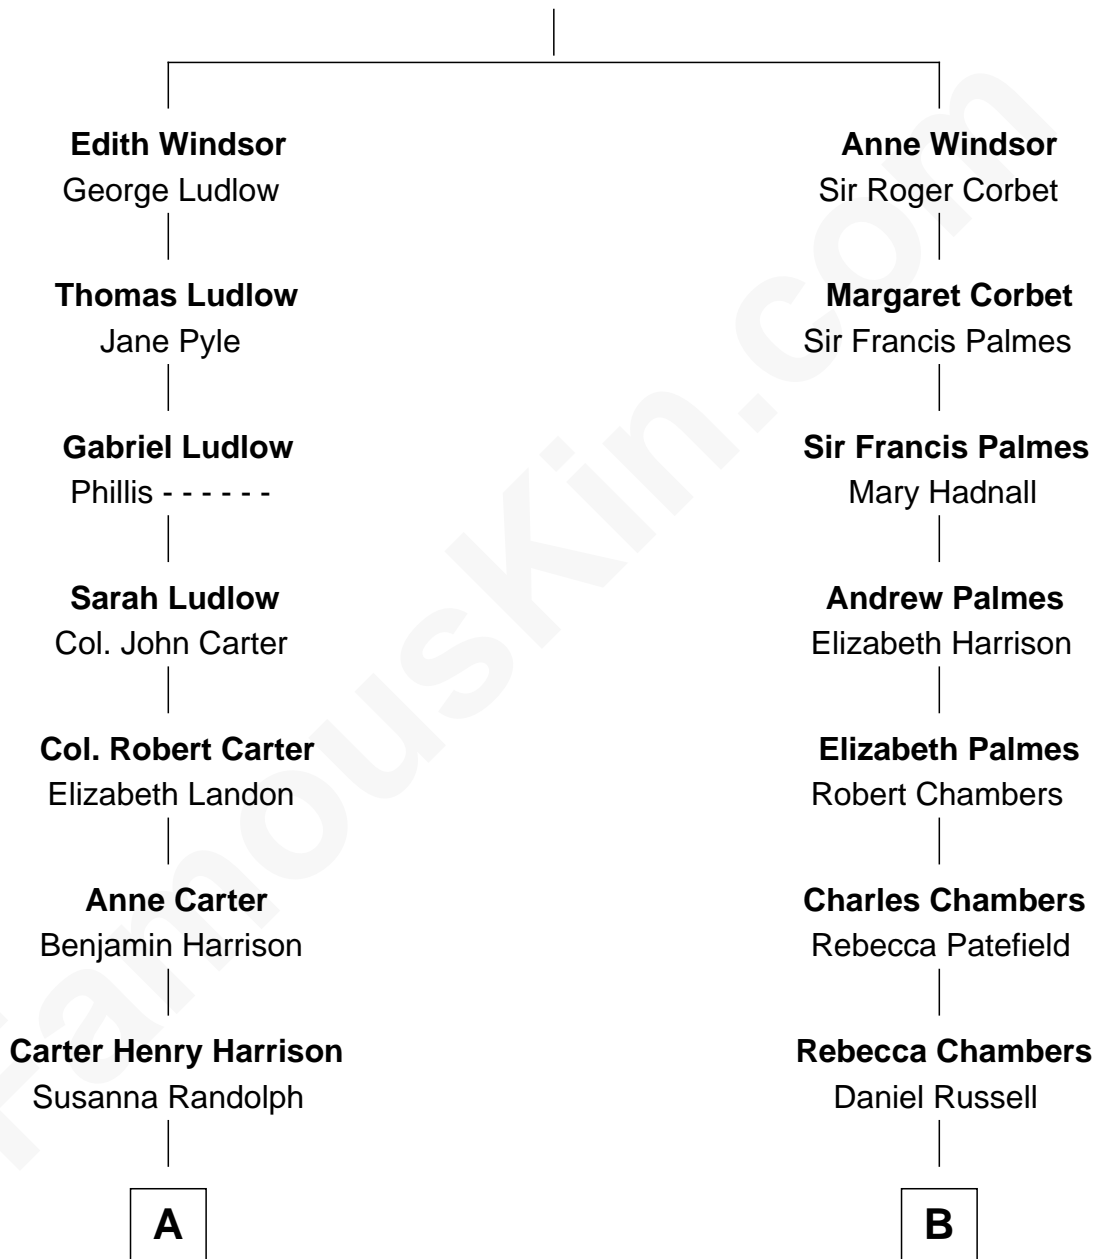 Edith Windsor
George Ludlow
Thomas Ludlow
Jane Pyle
Gabriel Ludlow
Phillis - - - - - -
Sarah Ludlow
Col. John Carter
Col. Robert Carter
Elizabeth Landon
Anne Carter
Benjamin Harrison
Carter Henry Harrison
Susanna Randolph
A
Anne Windsor
Sir Roger Corbet
Margaret Corbet
Sir Francis Palmes
Sir Francis Palmes
Mary Hadnall
Andrew Palmes
Elizabeth Harrison
Elizabeth Palmes
Robert Chambers
Charles Chambers
Rebecca Patefield
Rebecca Chambers
Daniel Russell
B
FamousKin.com